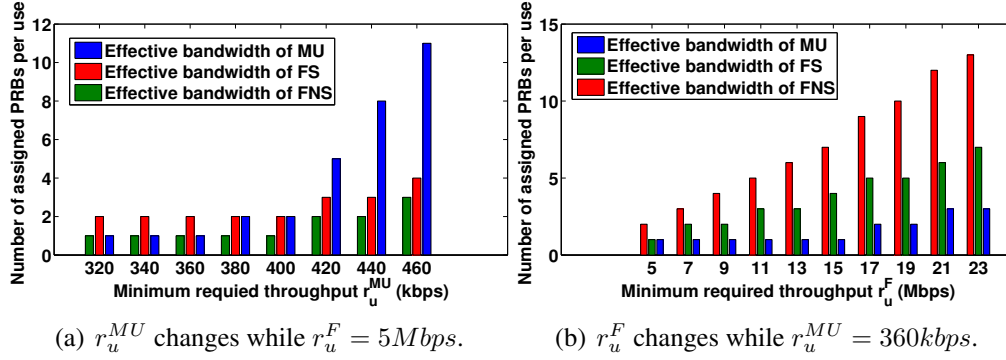 Number of assigned PRBs per use
12
10
8
6
4
2
0
Effective bandwidth of MU
Effective bandwidth of FS
Effective bandwidth of FNS
320 340 360 380 400 420 440 460
Minimum requied throughput r_u^MU (kbps)
(a) r_u^{MU} changes while r_u^F = 5Mbps.
Number of assigned PRBs per use
15
10
5
0
Effective bandwidth of MU
Effective bandwidth of FS
Effective bandwidth of FNS
5 7 9 11 13 15 17 19 21 23
Minimum required throughput r_u^F (Mbps)
(b) r_u^F changes while r_u^{MU} = 360kbps.